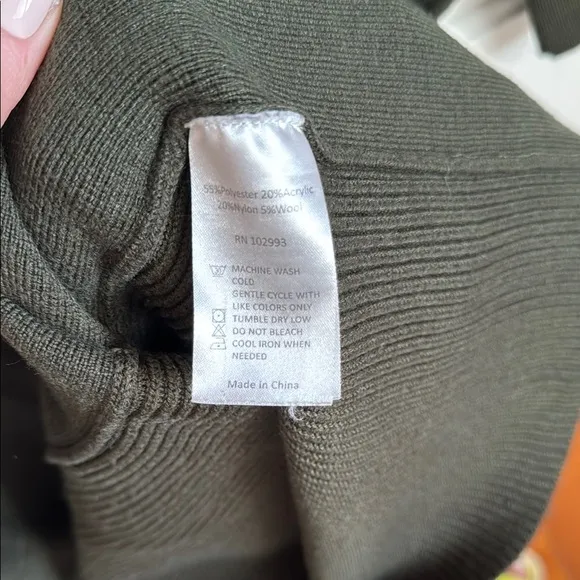 55%Polyester 20%Acrylic
20%Nylon 5%Wool
RN 102993
MACHINE WASH
COLD
GENTLE CYCLE WITH
LIKE COLORS ONLY
TUMBLE DRY LOW
DO NOT BLEACH
COOL IRON WHEN
NEEDED
Made in China